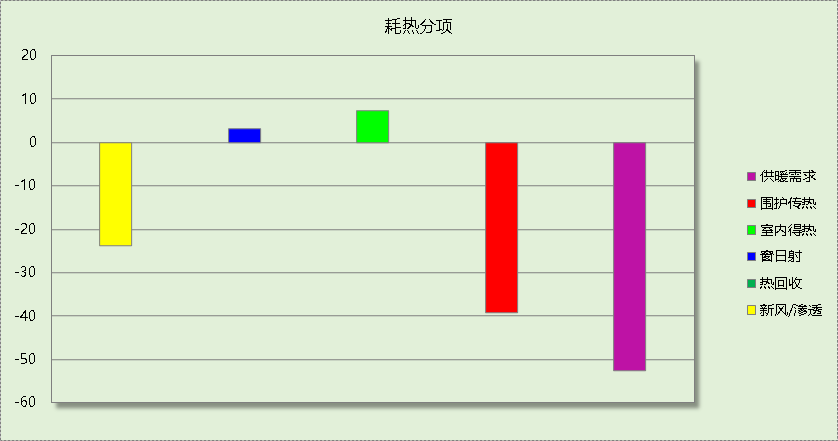 耗热分项
20
10
0
-10
-20
-30
-40
-50
-60
供暖需求
围护传热
室内得热
窗日射
热回收
新风/渗透